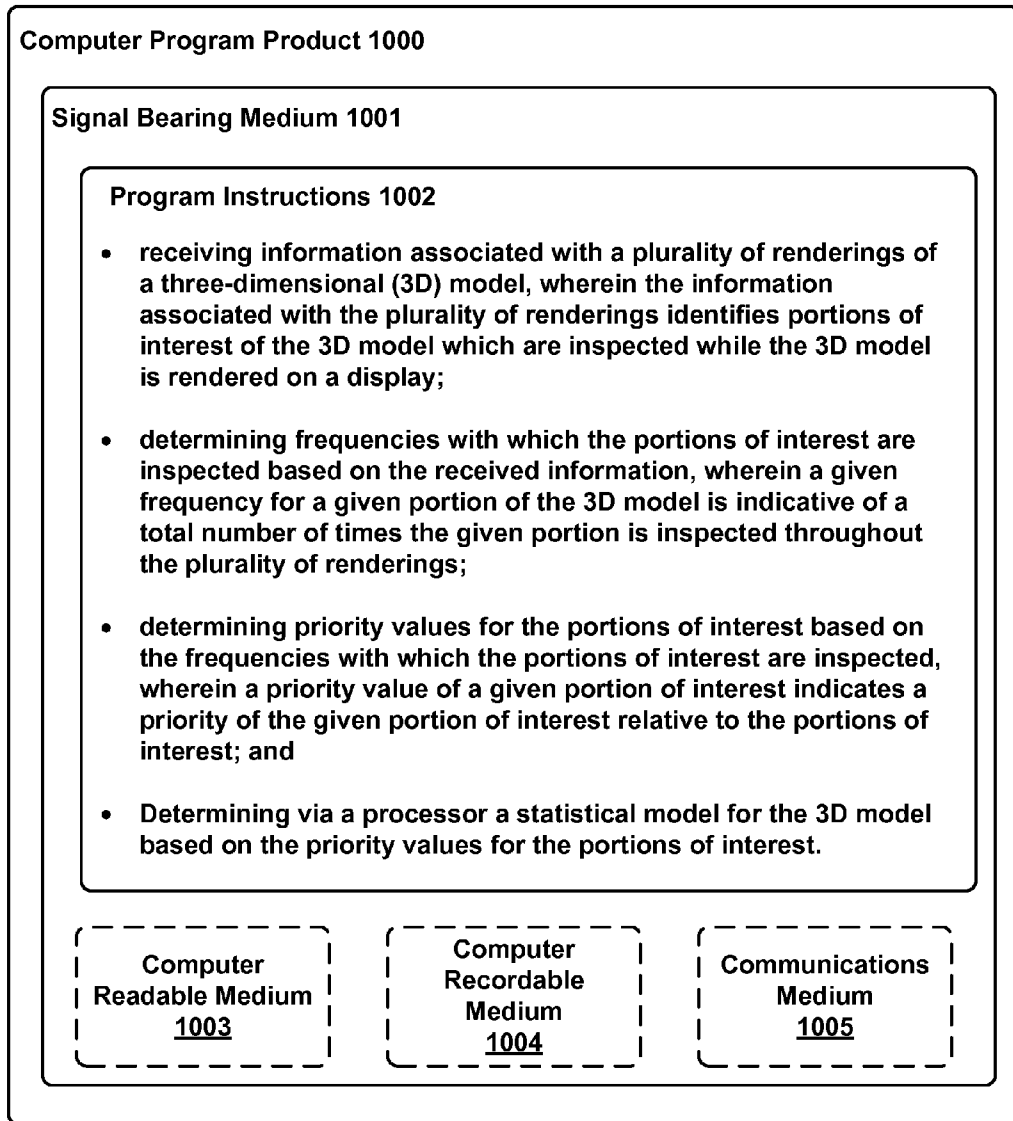 Computer Program Product 1000
Signal Bearing Medium 1001
Program Instructions 1002
• receiving information associated with a plurality of renderings of
a three-dimensional (3D) model, wherein the information
associated with the plurality of renderings identifies portions of
interest of the 3D model which are inspected while the 3D model
is rendered on a display;
• determining frequencies with which the portions of interest are
inspected based on the received information, wherein a given
frequency for a given portion of the 3D model is indicative of a
total number of times the given portion is inspected throughout
the plurality of renderings;
• determining priority values for the portions of interest based on
the frequencies with which the portions of interest are inspected,
wherein a priority value of a given portion of interest indicates a
priority of the given portion of interest relative to the portions of
interest; and
• Determining via a processor a statistical model for the 3D model
based on the priority values for the portions of interest.
Computer
Readable Medium
1003
Computer
Recordable
Medium
1004
Communications
Medium
1005